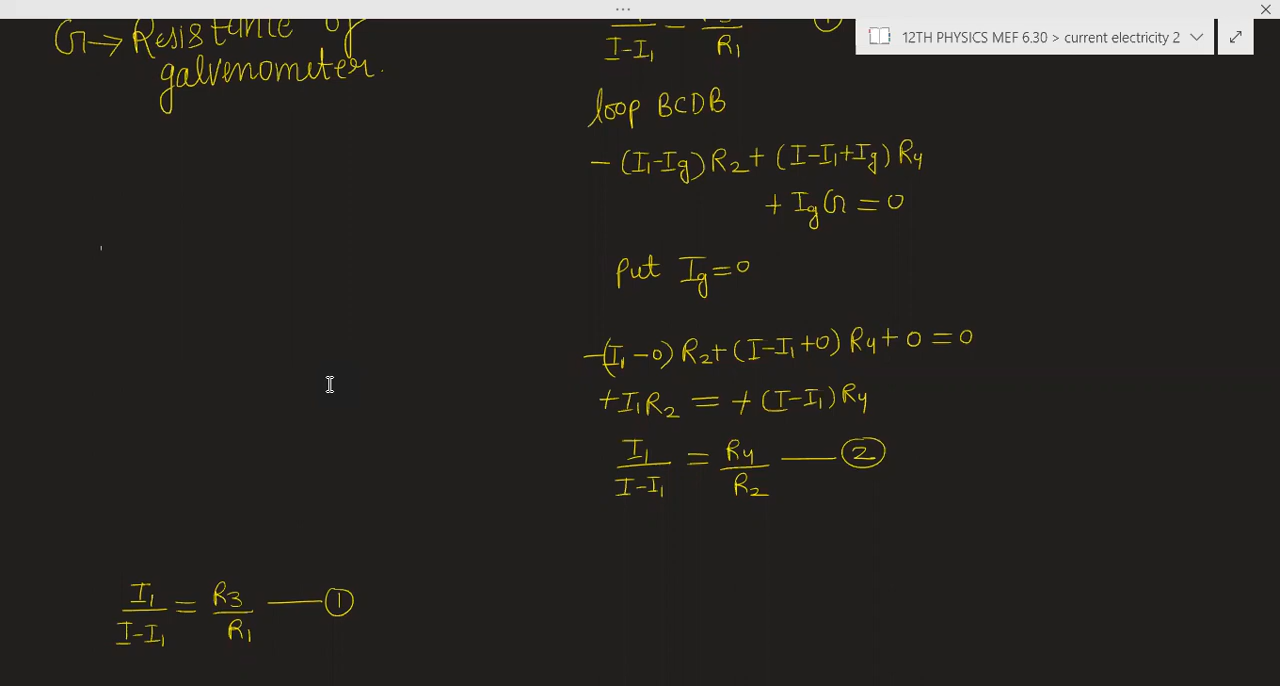 12TH PHYSICS MEF 6.30 > current electricity 2
G→ Resistance of
galvenometer.
I-I₁ R₁
loop BCDB
-(I₁-Ig)R₂+(I-I₁+Ig)R₄
+IgG=0
Put Ig=0
-(I₁-0)R₂+(I-I₁+0)R₄+0=0
+I₁R₂=+(I-I₁)R₄
I₁/(I-I₁) = R₄/R₂ —— ②
I₁/(I-I₁) = R3/R₁ —— ①